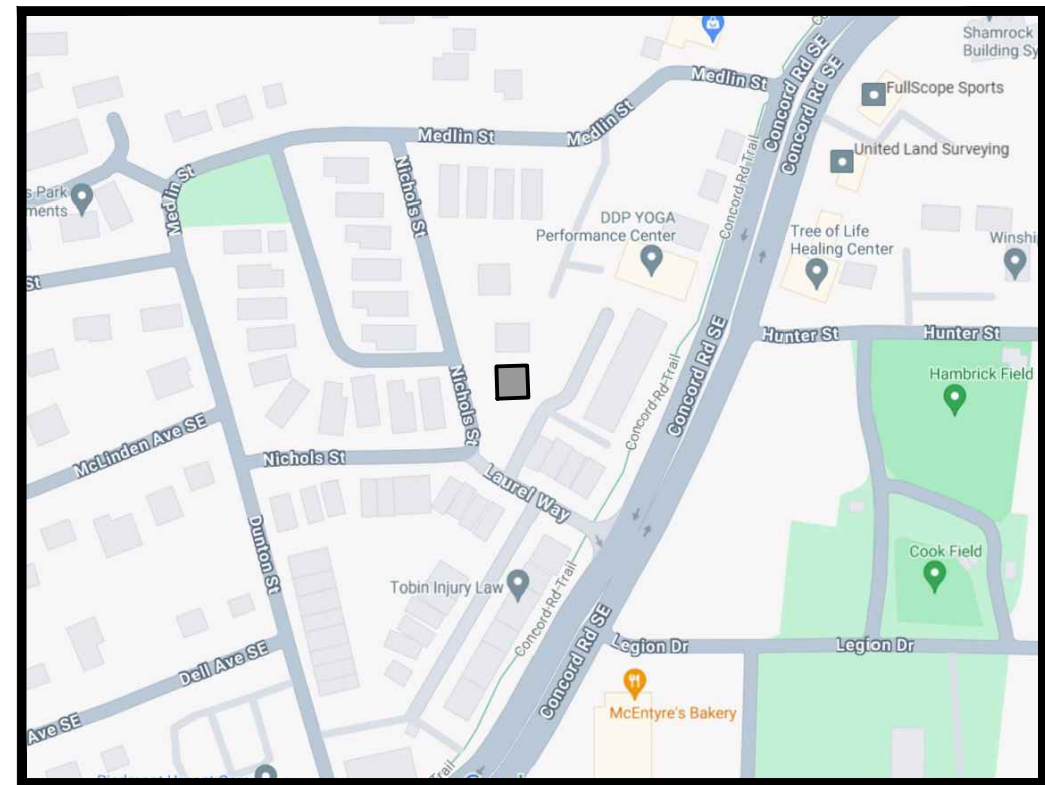 Shamrock
Building Sy
Concord Rd SE
Concord Rd SE
Medlin St
FullScope Sports
Medlin St
Medlin St
United Land Surveying
Nichols St
Medlin St
s Park
ments
Concord Rd Trail
DDP YOGA
Performance Center
Tree of Life
Healing Center
Winshi
St
Hunter St
Hunter St
Concord Rd SE
Hambrick Field
Concord Rd Trail
Nichols St
McLinden Ave SE
Nichols St
Laurel Way
Dunton St
Cook Field
Tobin Injury Law
Concord Rd Trail
Legion Dr
Legion Dr
Dell Ave SE
Concord Rd SE
McEntyre's Bakery
Ave SE
Trail